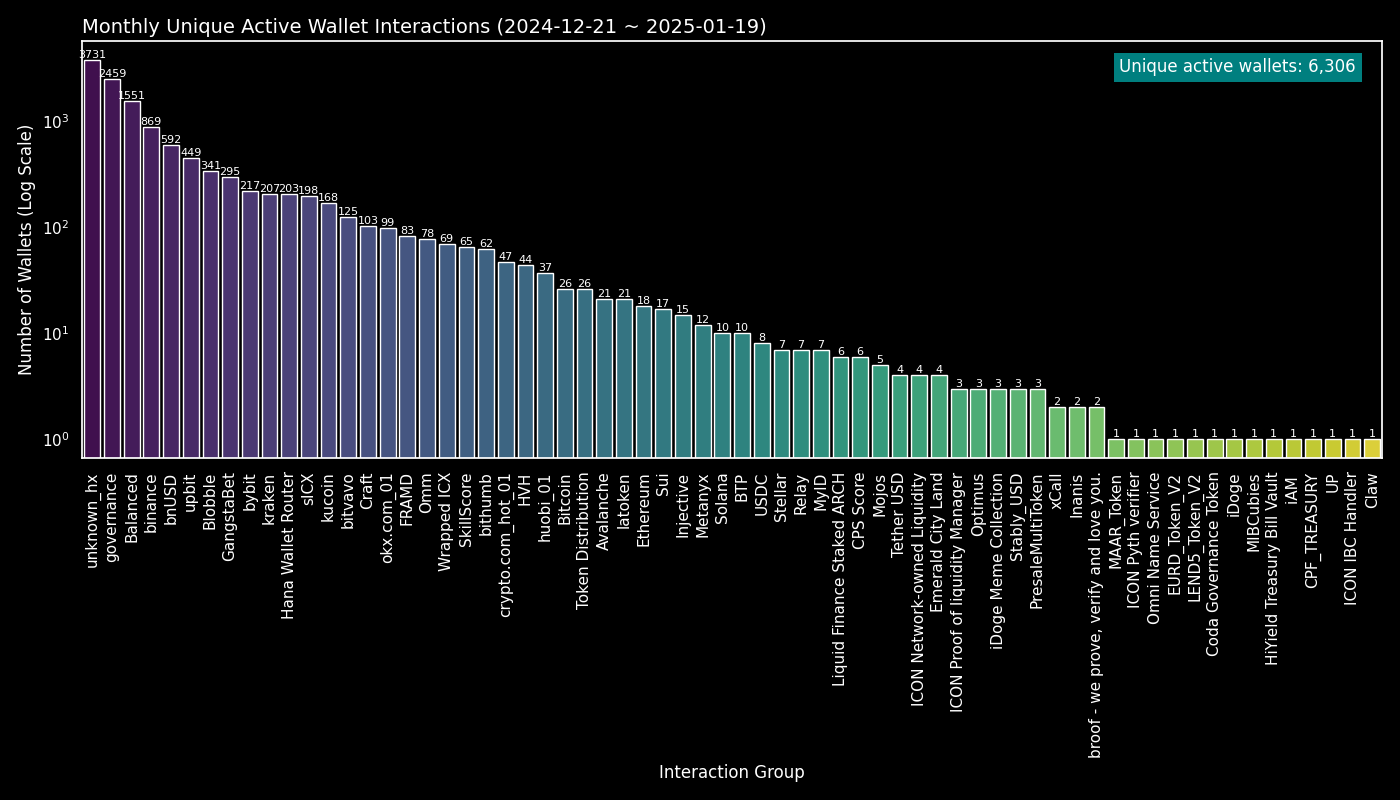 Monthly Unique Active Wallet Interactions (2024-12-21 ~ 2025-01-19)
Unique active wallets: 6,306
Number of Wallets (Log Scale)
10³
10²
10¹
10⁰
3731
2459
1551
869
592
449
341
295
217
207
203
198
168
125
103
99
83
78
69
65
62
47
44
37
26
26
21
21
18
17
15
12
10
10
8
7
7
7
6
6
5
4
4
4
3
3
3
3
3
2
2
2
1
1
1
1
1
1
1
1
1
1
1
1
1
1
unknown_hx
governance
Balanced
binance
bnUSD
upbit
Blobble
GangstaBet
bybit
kraken
Hana Wallet Router
sICX
kucoin
bitvavo
Craft
okx.com_01
FRAMD
Omm
Wrapped ICX
SkillScore
bithumb
crypto.com_hot_01
HVH
huobi_01
Bitcoin
Token Distribution
Avalanche
latoken
Ethereum
Sui
Injective
Metanyx
Solana
BTP
USDC
Stellar
Relay
MyID
Liquid Finance Staked ARCH
CPS Score
Mojos
Tether USD
ICON Network-owned Liquidity
Emerald City Land
ICON Proof of liquidity Manager
Optimus
iDoge Meme Collection
Stably_USD
PresaleMultiToken
xCall
Inanis
broof - we prove, verify and love you.
MAAR_Token
ICON Pyth Verifier
Omni Name Service
EURD_Token_V2
LEND5_Token_V2
Coda Governance Token
iDoge
MIBCubies
HiYield Treasury Bill Vault
iAM
CPF_TREASURY
UP
ICON IBC Handler
Claw
Interaction Group